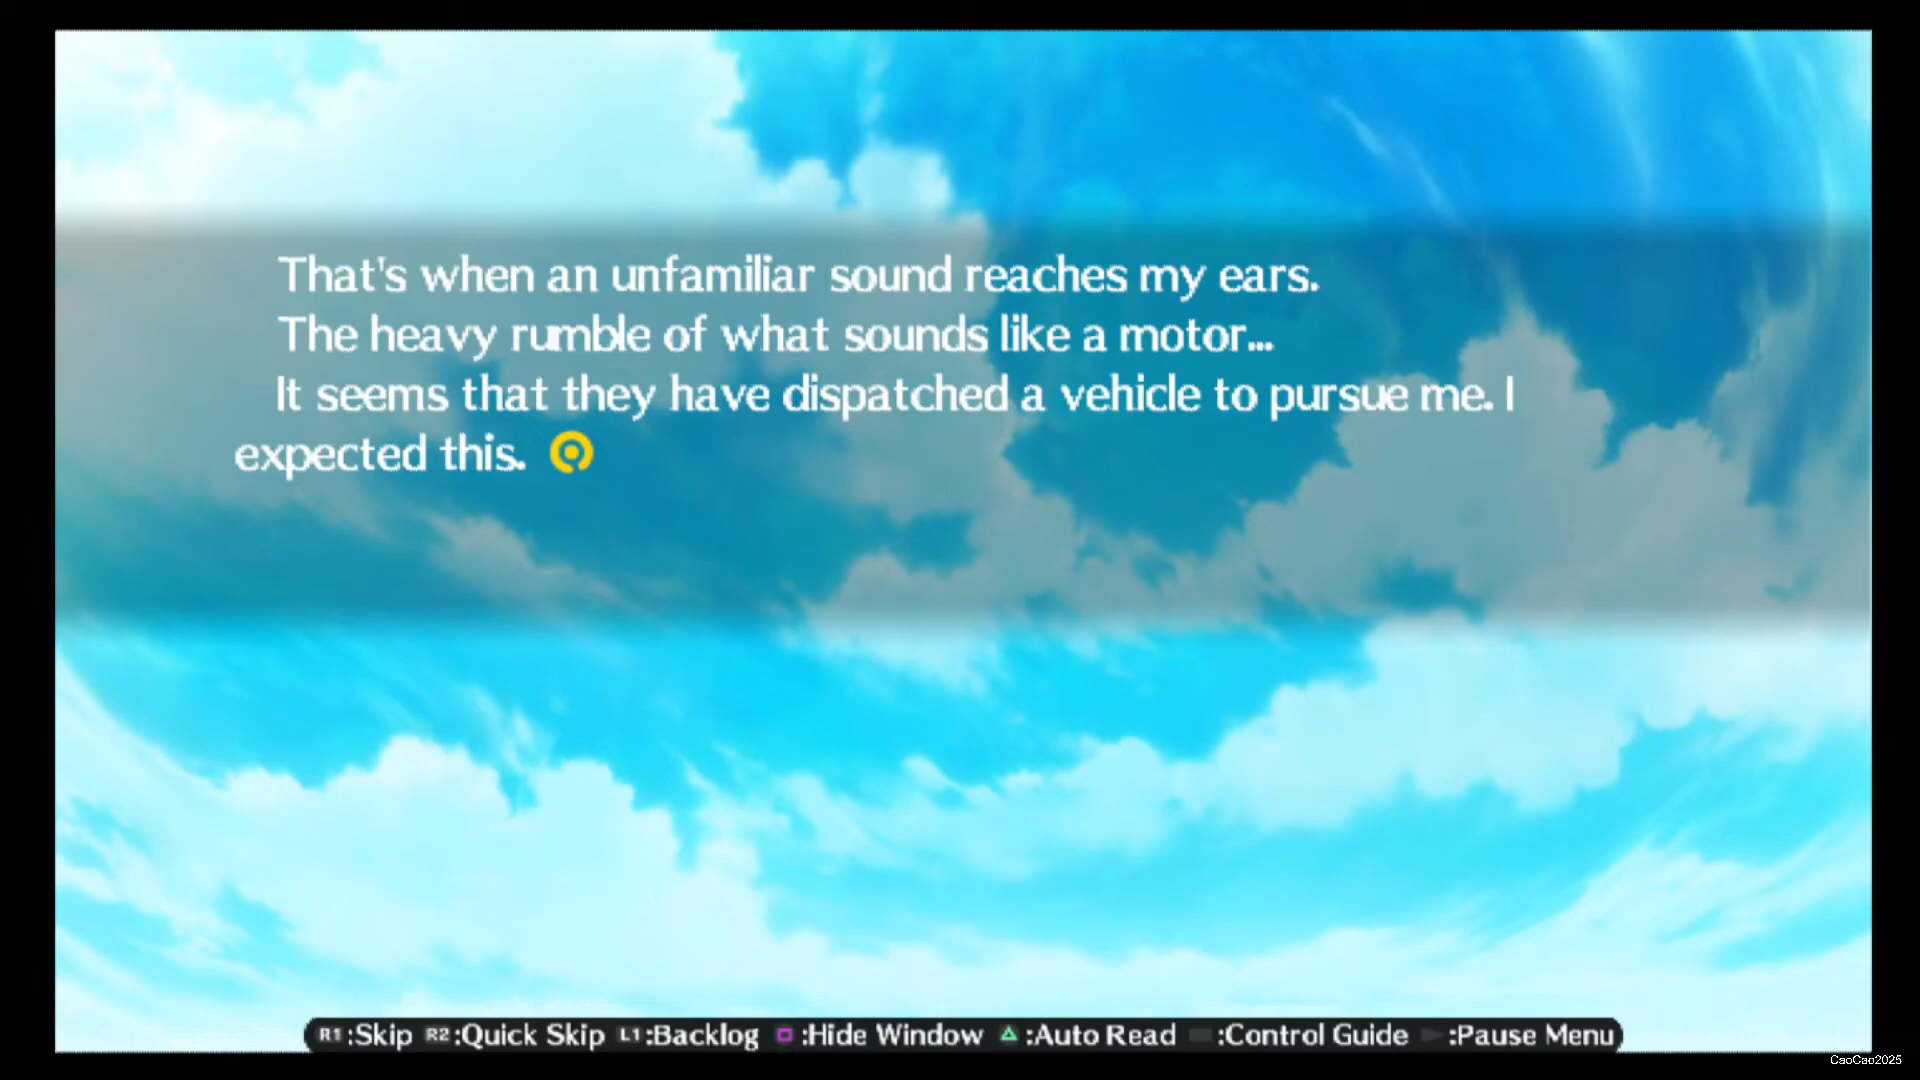 That's when an unfamiliar sound reaches my ears.
The heavy rumble of what sounds like a motor...
It seems that they have dispatched a vehicle to pursue me. I
expected this.
R1:Skip R2:Quick Skip L1:Backlog :Hide Window :Auto Read :Control Guide :Pause Menu
CaoCao2025